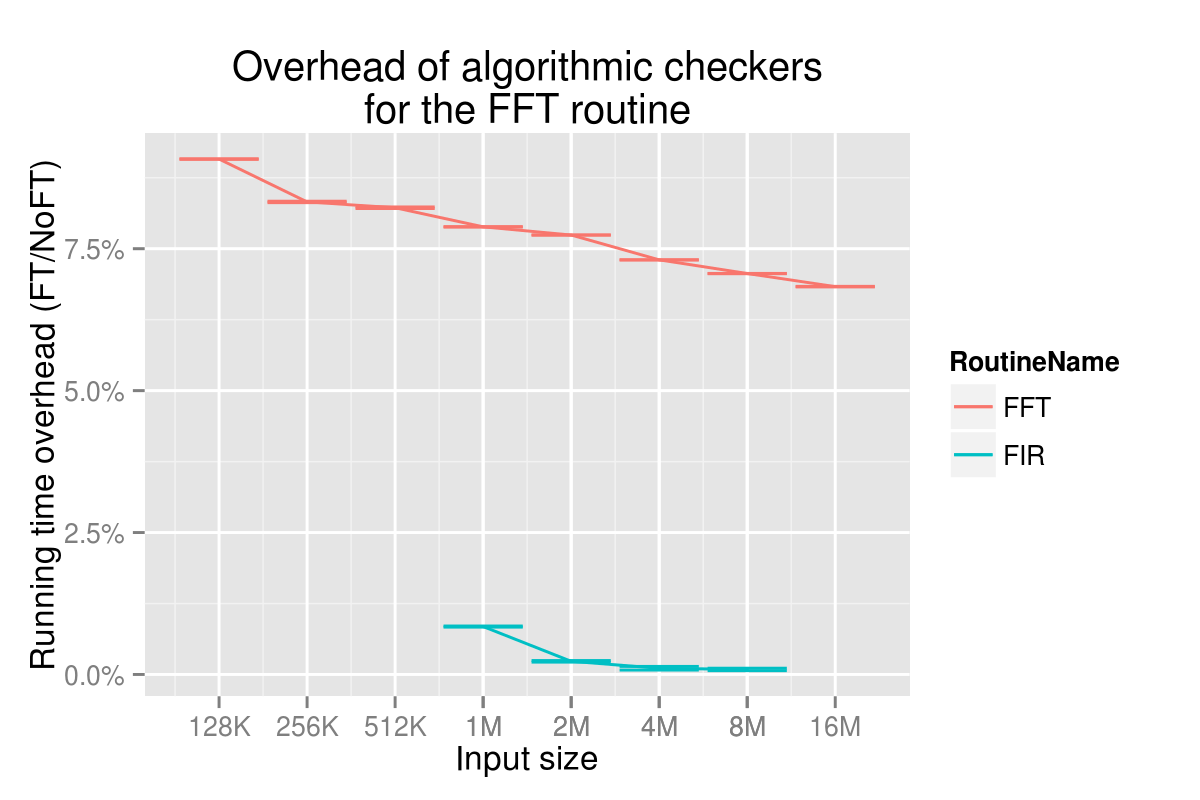 Overhead of algorithmic checkers
for the FFT routine
Running time overhead (FT/NoFT)
7.5%
5.0%
2.5%
0.0%
128K 256K 512K 1M 2M 4M 8M 16M
Input size
RoutineName
FFT
FIR